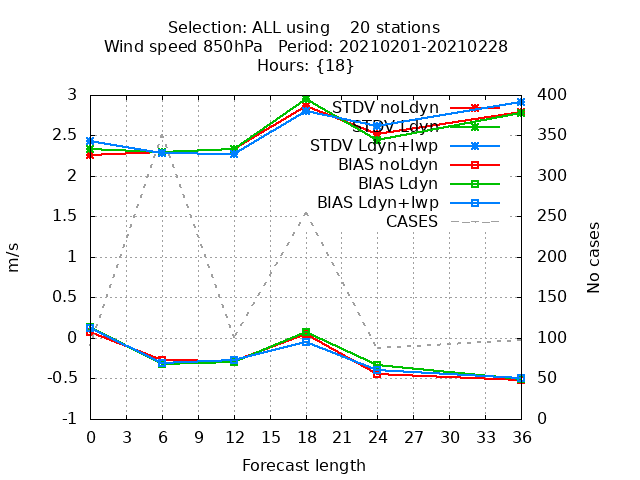 Selection: ALL using    20 stations
Wind speed 850hPa   Period: 20210201-20210228
Hours: {18}
3
2.5
2
1.5
1
0.5
0
-0.5
-1
m/s
STDV noLdyn
STDV Ldyn
STDV Ldyn+lwp
BIAS noLdyn
BIAS Ldyn
BIAS Ldyn+lwp
CASES
400
350
300
250
200
150
100
50
0
No cases
0 3 6 9 12 15 18 21 24 27 30 33 36
Forecast length